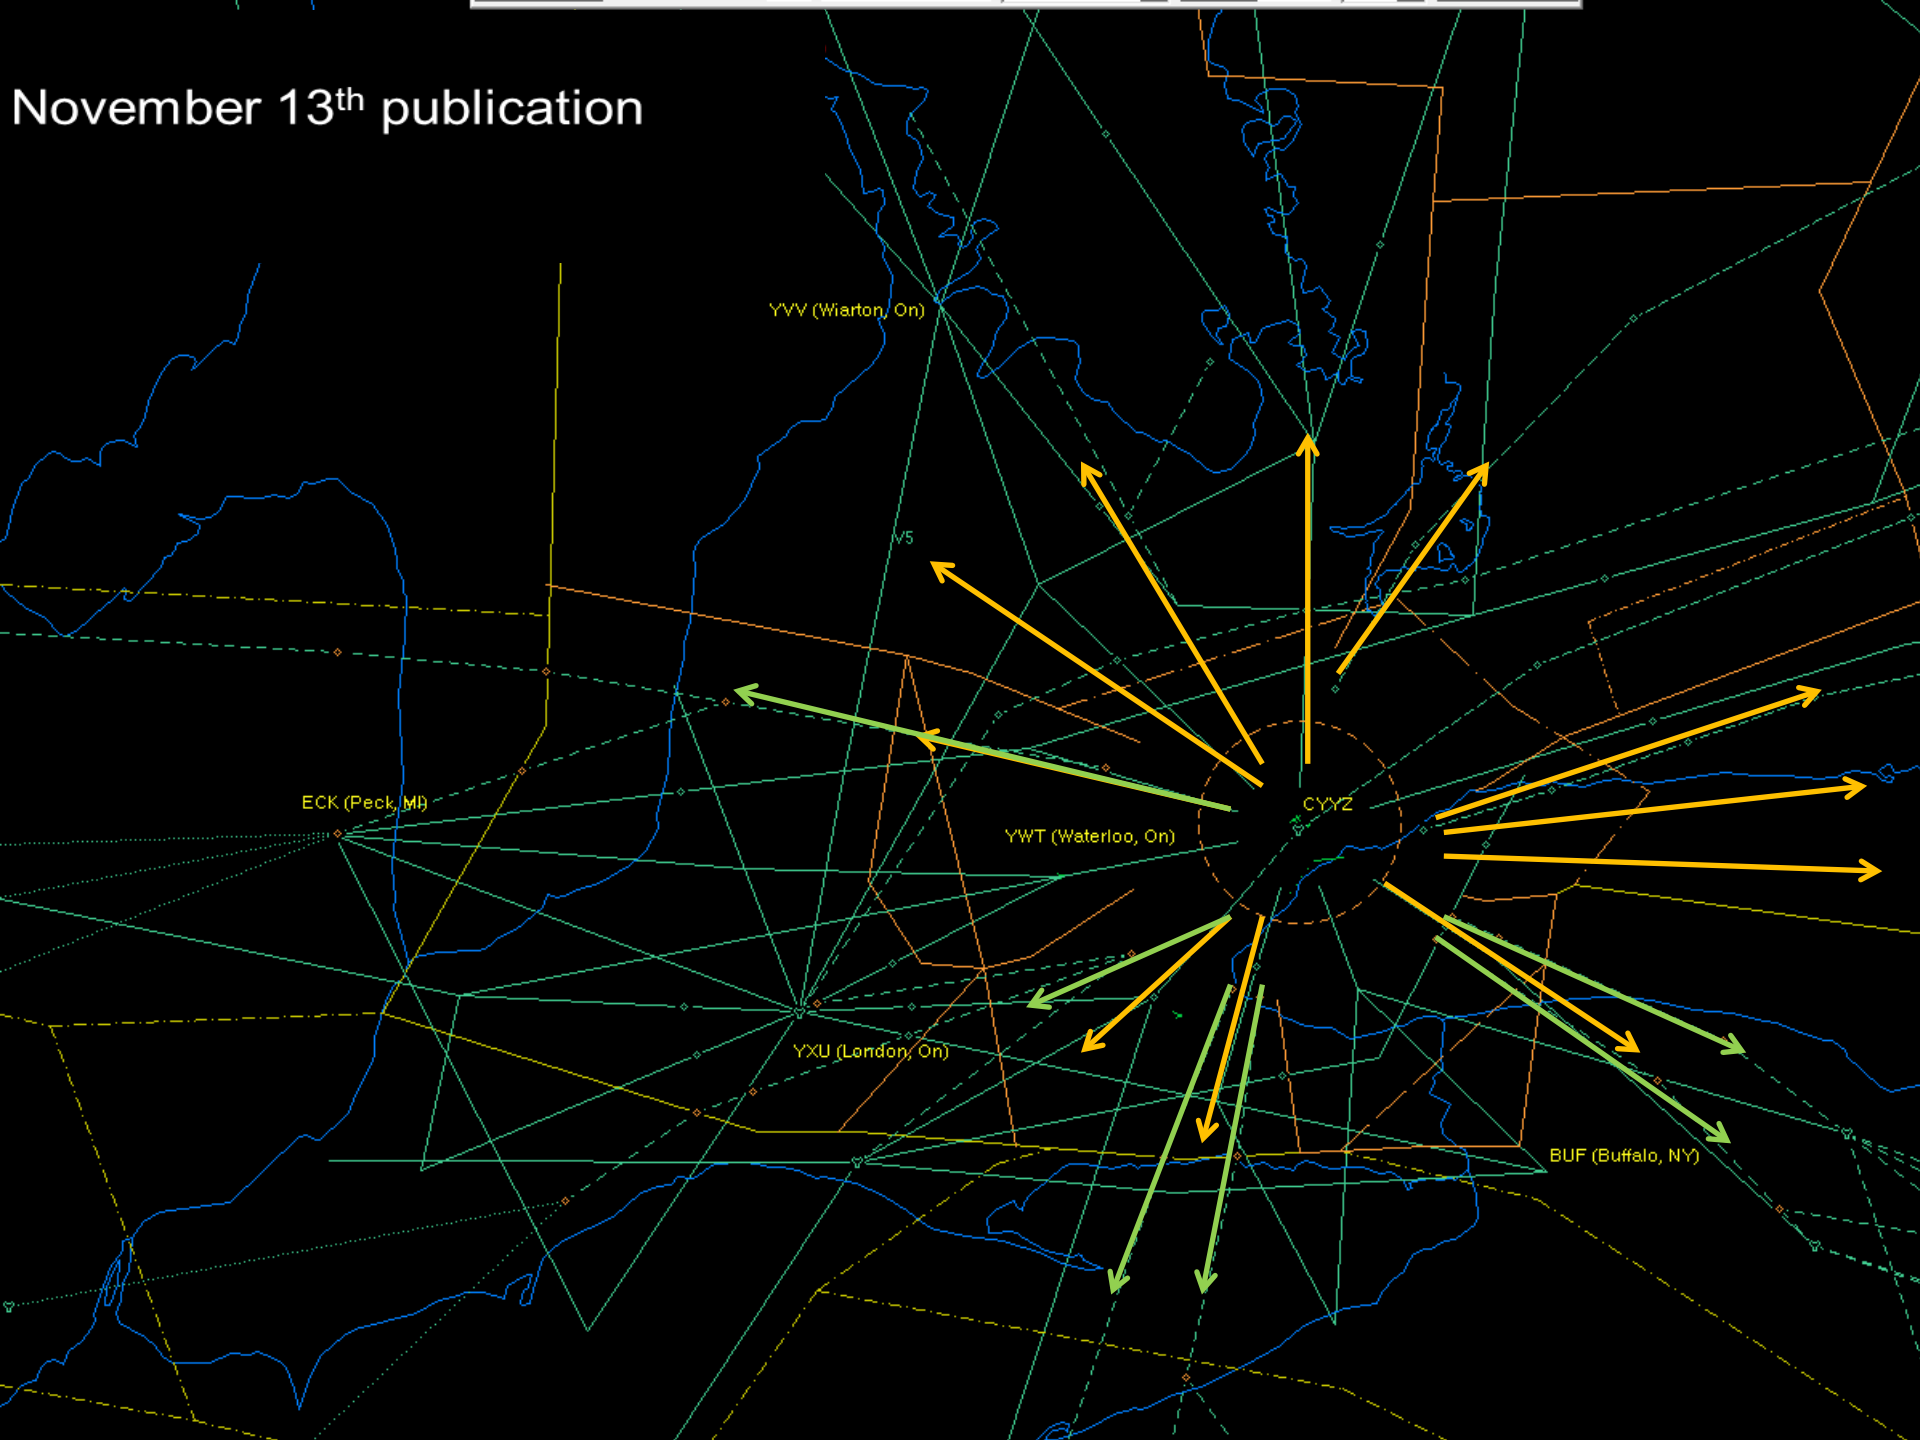 November 13th publication
YVV (Wiarton, On)
V5
ECK (Peck, MI)
CYYZ
YWT (Waterloo, On)
YXU (London, On)
BUF (Buffalo, NY)